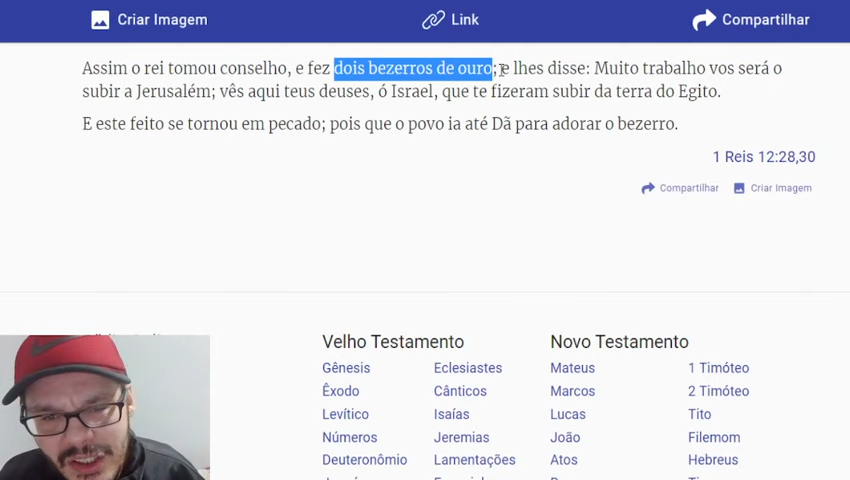 Criar Imagem
Link
Compartilhar
Assim o rei tomou conselho, e fez dois bezerros de ouro; e lhes disse: Muito trabalho vos será o
subir a Jerusalém; vês aqui teus deuses, ó Israel, que te fizeram subir da terra do Egito.
E este feito se tornou em pecado; pois que o povo ia até Dã para adorar o bezerro.
1 Reis 12:28,30
Compartilhar
Criar Imagem
Velho Testamento
Gênesis
Êxodo
Levítico
Números
Deuteronômio
Eclesiastes
Cânticos
Isaías
Jeremias
Lamentações
Novo Testamento
Mateus
Marcos
Lucas
João
Atos
1 Timóteo
2 Timóteo
Tito
Filemom
Hebreus